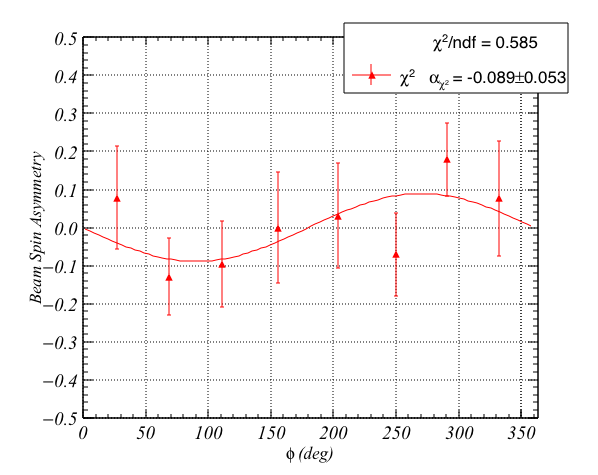 χ²/ndf = 0.585
χ² α_χ² = -0.089±0.053
0.5
0.4
0.3
0.2
0.1
0.0
−0.1
−0.2
−0.3
−0.4
−0.5
Beam Spin Asymmetry
0 50 100 150 200 250 300 350
ϕ (deg)